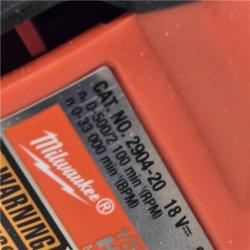 CAT. NO. 2904-20 18 V
n₀ 0-500/2 100 min⁻¹(RPM)
n 0-33 000 min⁻¹(BPM)
Milwaukee®
WARNING